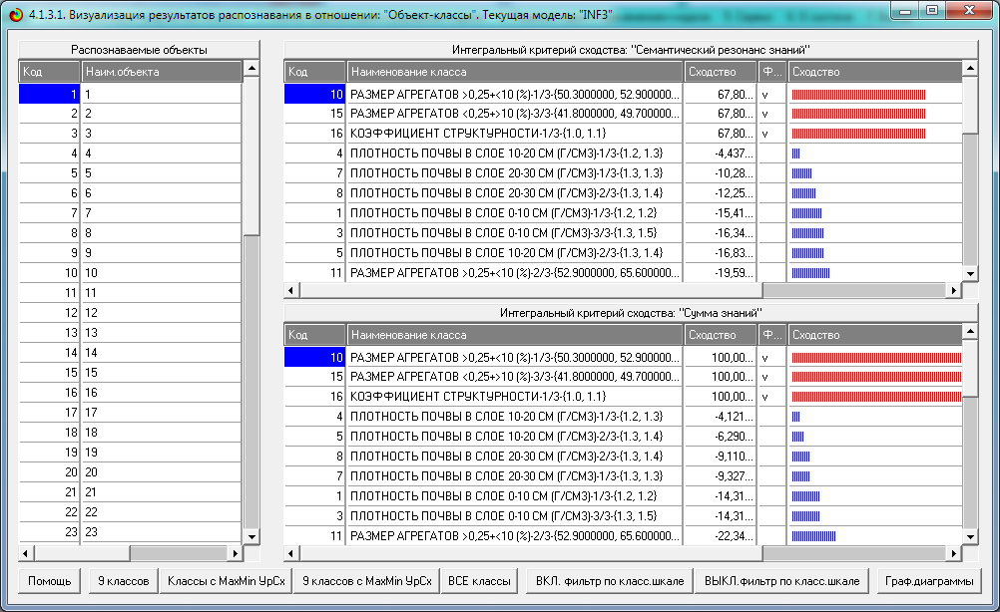 4.1.3.1. Визуализация результатов распознавания в отношении: "Объект-классы". Текущая модель: "INF3"
Распознаваемые объекты
Код Наим.объекта
1 1
2 2
3 3
4 4
5 5
6 6
7 7
8 8
9 9
10 10
11 11
12 12
13 13
14 14
15 15
16 16
17 17
18 18
19 19
20 20
21 21
22 22
23 23
Интегральный критерий сходства: "Семантический резонанс знаний"
Код Наименование класса Сходство Ф... Сходство
10 РАЗМЕР АГРЕГАТОВ >0,25+<10 (%)-1/3-{50.3000000, 52.900000... 67,80... v
15 РАЗМЕР АГРЕГАТОВ <0,25+>10 (%)-3/3-{41.8000000, 49.700000... 67,80... v
16 КОЭФФИЦИЕНТ СТРУКТУРНОСТИ-1/3-{1.0, 1.1} 67,80... v
4 ПЛОТНОСТЬ ПОЧВЫ В СЛОЕ 10-20 СМ (Г/СМ3)-1/3-{1.2, 1.3} -4,437...
7 ПЛОТНОСТЬ ПОЧВЫ В СЛОЕ 20-30 СМ (Г/СМ3)-1/3-{1.3, 1.3} -10,28...
8 ПЛОТНОСТЬ ПОЧВЫ В СЛОЕ 20-30 СМ (Г/СМ3)-2/3-{1.3, 1.4} -12,25...
1 ПЛОТНОСТЬ ПОЧВЫ В СЛОЕ 0-10 СМ (Г/СМ3)-1/3-{1.2, 1.2} -15,41...
3 ПЛОТНОСТЬ ПОЧВЫ В СЛОЕ 0-10 СМ (Г/СМ3)-3/3-{1.3, 1.5} -16,34...
5 ПЛОТНОСТЬ ПОЧВЫ В СЛОЕ 10-20 СМ (Г/СМ3)-2/3-{1.3, 1.4} -16,83...
11 РАЗМЕР АГРЕГАТОВ >0,25+<10 (%)-2/3-{52.9000000, 65.600000... -19,59...
Интегральный критерий сходства: "Сумма знаний"
Код Наименование класса Сходство Ф... Сходство
10 РАЗМЕР АГРЕГАТОВ >0,25+<10 (%)-1/3-{50.3000000, 52.900000... 100,00... v
15 РАЗМЕР АГРЕГАТОВ <0,25+>10 (%)-3/3-{41.8000000, 49.700000... 100,00... v
16 КОЭФФИЦИЕНТ СТРУКТУРНОСТИ-1/3-{1.0, 1.1} 100,00... v
4 ПЛОТНОСТЬ ПОЧВЫ В СЛОЕ 10-20 СМ (Г/СМ3)-1/3-{1.2, 1.3} -4,121...
5 ПЛОТНОСТЬ ПОЧВЫ В СЛОЕ 10-20 СМ (Г/СМ3)-2/3-{1.3, 1.4} -6,290...
8 ПЛОТНОСТЬ ПОЧВЫ В СЛОЕ 20-30 СМ (Г/СМ3)-2/3-{1.3, 1.4} -9,110...
7 ПЛОТНОСТЬ ПОЧВЫ В СЛОЕ 20-30 СМ (Г/СМ3)-1/3-{1.3, 1.3} -9,327...
1 ПЛОТНОСТЬ ПОЧВЫ В СЛОЕ 0-10 СМ (Г/СМ3)-1/3-{1.2, 1.2} -14,31...
3 ПЛОТНОСТЬ ПОЧВЫ В СЛОЕ 0-10 СМ (Г/СМ3)-3/3-{1.3, 1.5} -14,31...
11 РАЗМЕР АГРЕГАТОВ >0,25+<10 (%)-2/3-{52.9000000, 65.600000... -22,34...
Помощь 9 классов Классы с MaxMin УрСх 9 классов с MaxMin УрСх ВСЕ классы ВКЛ. фильтр по класс.шкале ВЫКЛ.фильтр по класс.шкале Граф.диаграммы